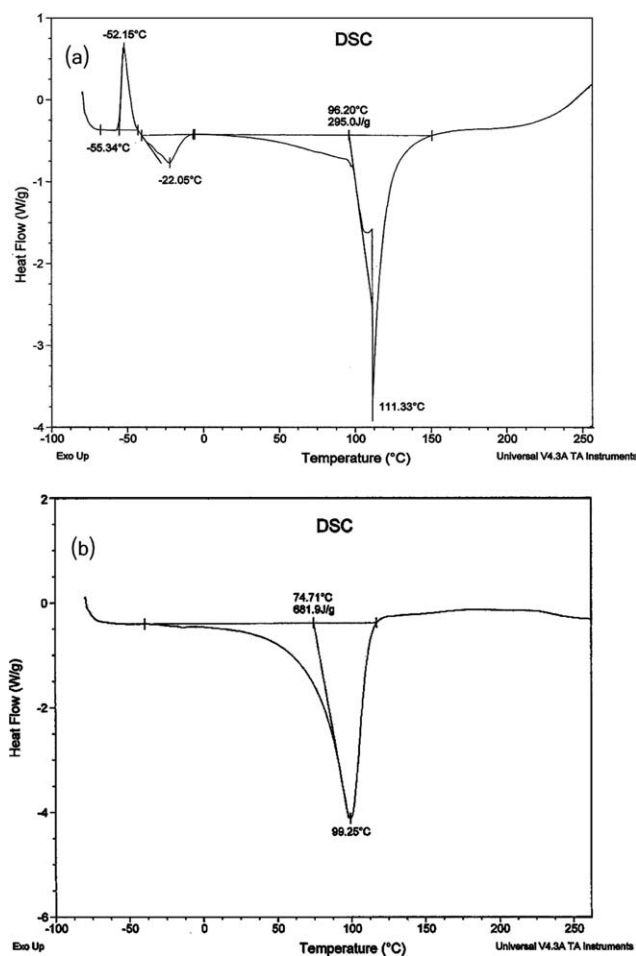 (a)
DSC
-52.15°C
-55.34°C
-22.05°C
96.20°C
295.0J/g
111.33°C
Heat Flow (W/g)
1
0
-1
-2
-3
-4
-100
-50
0
50
100
150
200
250
Exo Up
Temperature (°C)
Universal V4.3A TA Instruments
(b)
DSC
74.71°C
681.9J/g
99.25°C
Heat Flow (W/g)
2
0
-2
-4
-6
-100
-50
0
50
100
150
200
250
Exo Up
Temperature (°C)
Universal V4.3A TA Instruments